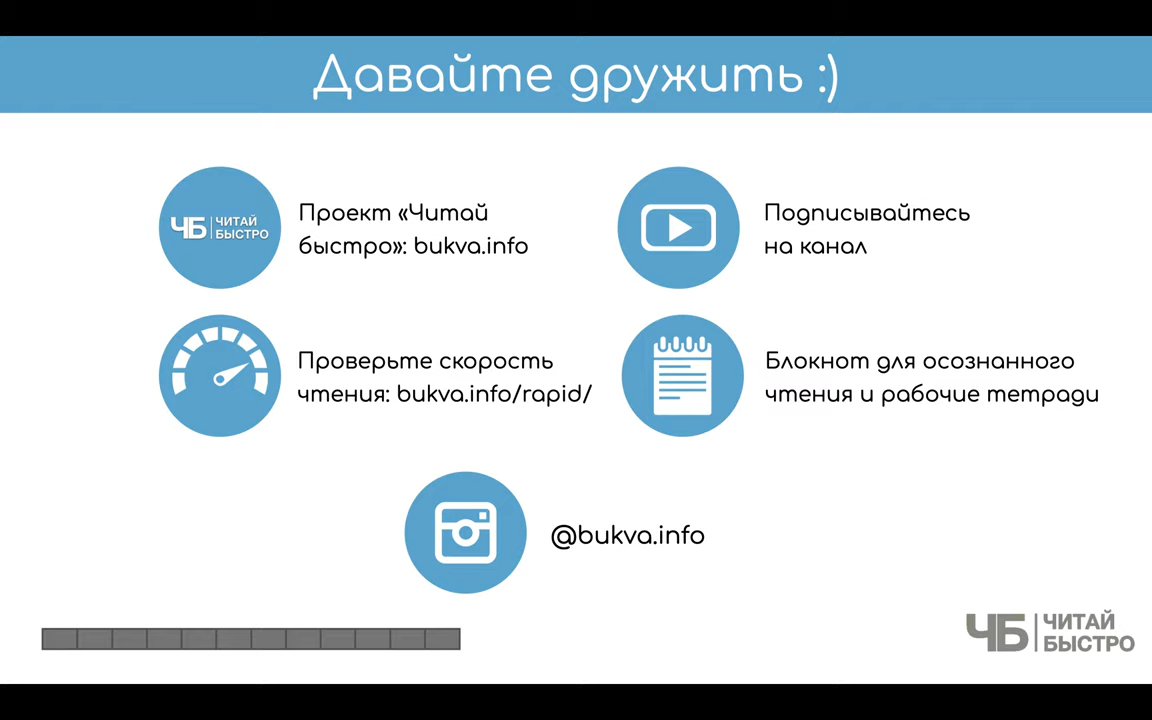 Давайте дружить :)
ЧБ ЧИТАЙ
БЫСТРО
Проект «Читай
быстро»: bukva.info
Подписывайтесь
на канал
Проверьте скорость
чтения: bukva.info/rapid/
Блокнот для осознанного
чтения и рабочие тетради
@bukva.info
ЧБ ЧИТАЙ
БЫСТРО